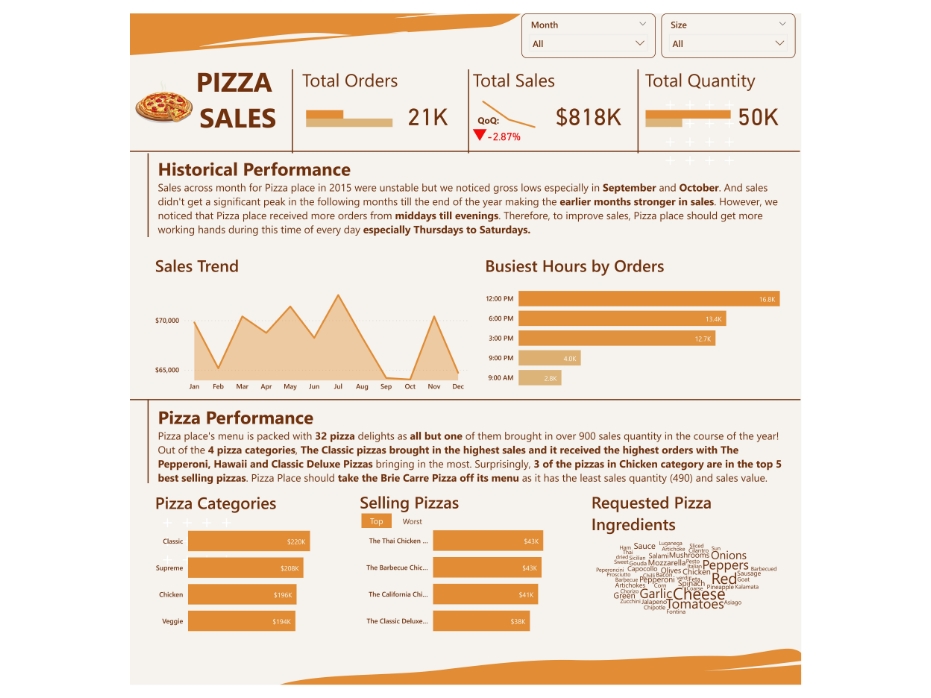 Month
All
Size
All
PIZZA
SALES
Total Orders
21K
Total Sales
QoQ:
-2.87%
$818K
Total Quantity
50K
Historical Performance
Sales across month for Pizza place in 2015 were unstable but we noticed gross lows especially in September and October. And sales
didn't get a significant peak in the following months till the end of the year making the earlier months stronger in sales. However, we
noticed that Pizza place received more orders from middays till evenings. Therefore, to improve sales, Pizza place should get more
working hands during this time of every day especially Thursdays to Saturdays.
Sales Trend
$70,000
$65,000
Jan Feb Mar Apr May Jun Jul Aug Sep Oct Nov Dec
Busiest Hours by Orders
12:00 PM 16.8K
6:00 PM 13.4K
3:00 PM 12.7K
9:00 PM 4.0K
9:00 AM 2.8K
Pizza Performance
Pizza place's menu is packed with 32 pizza delights as all but one of them brought in over 900 sales quantity in the course of the year!
Out of the 4 pizza categories, The Classic pizzas brought in the highest sales and it received the highest orders with The
Pepperoni, Hawaii and Classic Deluxe Pizzas bringing in the most. Surprisingly, 3 of the pizzas in Chicken category are in the top 5
best selling pizzas. Pizza Place should take the Brie Carre Pizza off its menu as it has the least sales quantity (490) and sales value.
Pizza Categories
Classic $220K
Supreme $208K
Chicken $196K
Veggie $194K
Selling Pizzas
Top Worst
The Thai Chicken ... $43K
The Barbecue Chic... $43K
The California Chi... $41K
The Classic Deluxe... $38K
Requested Pizza
Ingredients
Luganega
Ham Sauce Artichoke Sliced Sun
Thai Cilantro
dried Sicilian Salami Mushrooms Onions
Sweet Gouda Mozzarella Pesto Italian Peppers Barbecued
Peperoncini Capocollo Olives Chicken Sausage
Prosciutto Chilli Bacon Red Goat
Barbecue Pepperoni Feta
Artichokes Corn Spinach Pineapple Kalamata
Chorizo Green Garlic Cheese
Zucchini Jalapeno Tomatoes Asiago
Chipotle
Fontina